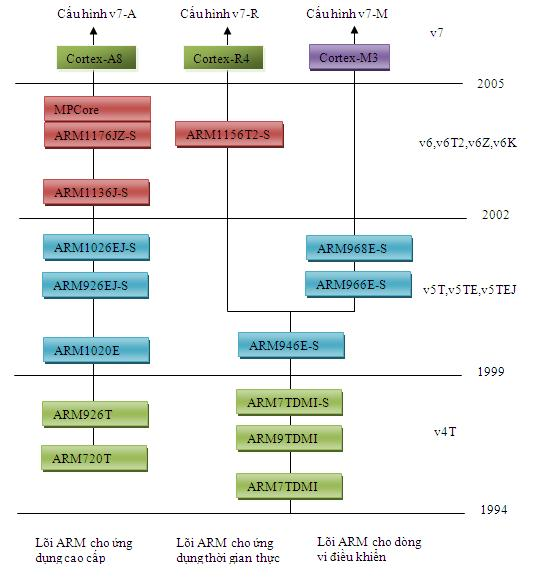 Cấu hình v7-A
Cấu hình v7-R
Cấu hình v7-M
v7
Cortex-A8
Cortex-R4
Cortex-M3
2005
MPCore
ARM1176JZ-S
ARM1156T2-S
v6,v6T2,v6Z,v6K
ARM1136J-S
2002
ARM1026EJ-S
ARM968E-S
ARM926EJ-S
ARM966E-S
v5T,v5TE,v5TEJ
ARM1020E
ARM946E-S
1999
ARM7TDMI-S
ARM926T
ARM9TDMI
v4T
ARM720T
ARM7TDMI
1994
Lõi ARM cho ứng
dụng cao cấp
Lõi ARM cho ứng
dụng thời gian thực
Lõi ARM cho dòng
vi điều khiển